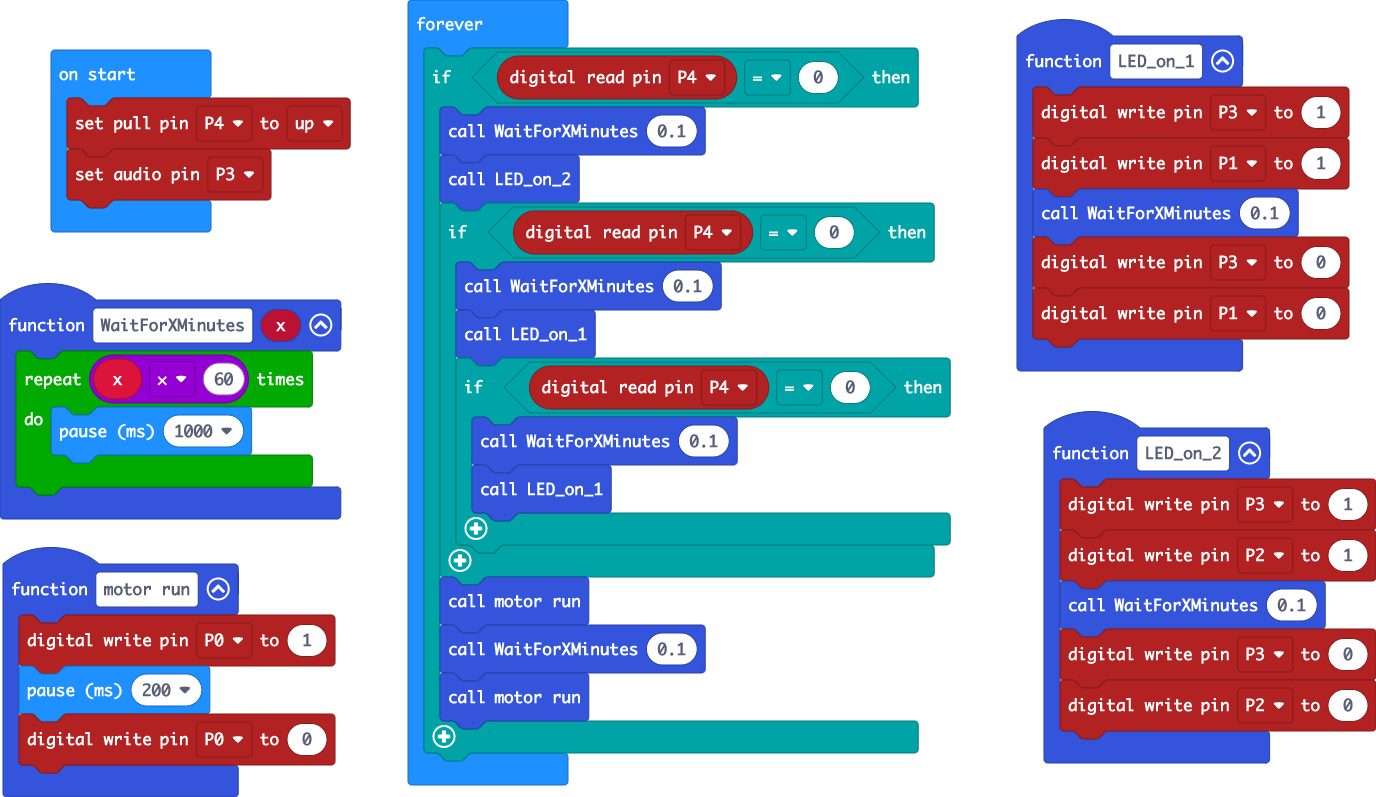 on start
set pull pin P4 to up
set audio pin P3
function WaitForXMinutes x
repeat x × 60 times
do
pause (ms) 1000
function motor run
digital write pin P0 to 1
pause (ms) 200
digital write pin P0 to 0
forever
if digital read pin P4 = 0 then
call WaitForXMinutes 0.1
call LED_on_2
if digital read pin P4 = 0 then
call WaitForXMinutes 0.1
call LED_on_1
if digital read pin P4 = 0 then
call WaitForXMinutes 0.1
call LED_on_1
call motor run
call WaitForXMinutes 0.1
call motor run
function LED_on_1
digital write pin P3 to 1
digital write pin P1 to 1
call WaitForXMinutes 0.1
digital write pin P3 to 0
digital write pin P1 to 0
function LED_on_2
digital write pin P3 to 1
digital write pin P2 to 1
call WaitForXMinutes 0.1
digital write pin P3 to 0
digital write pin P2 to 0